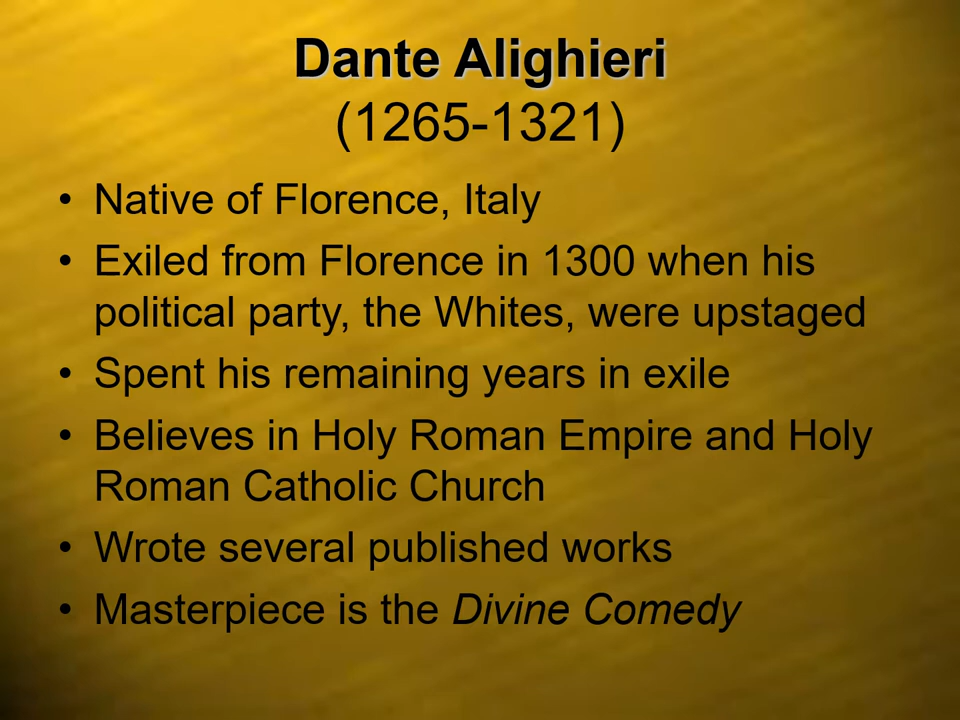 Dante Alighieri
(1265-1321)
• Native of Florence, Italy
• Exiled from Florence in 1300 when his
political party, the Whites, were upstaged
• Spent his remaining years in exile
• Believes in Holy Roman Empire and Holy
Roman Catholic Church
• Wrote several published works
• Masterpiece is the Divine Comedy